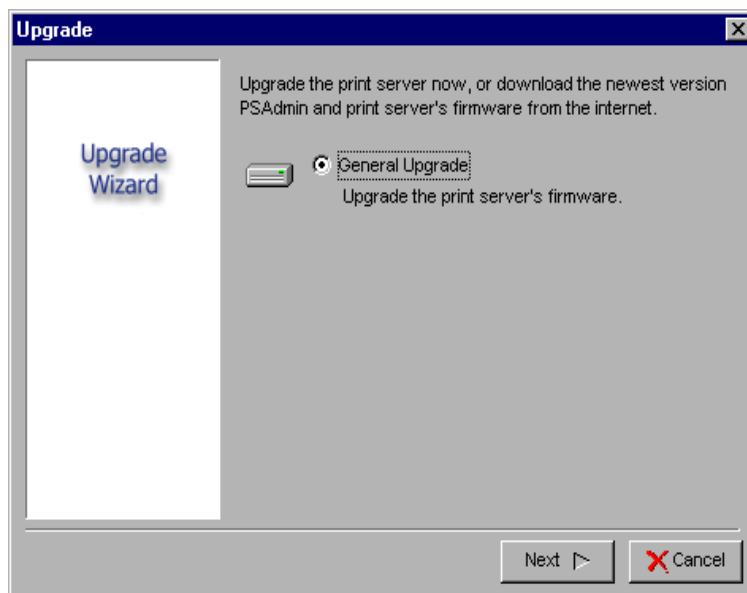 Upgrade
Upgrade the print server now, or download the newest version
PSAdmin and print server's firmware from the internet.
Upgrade
Wizard
General Upgrade
Upgrade the print server's firmware.
Next
Cancel